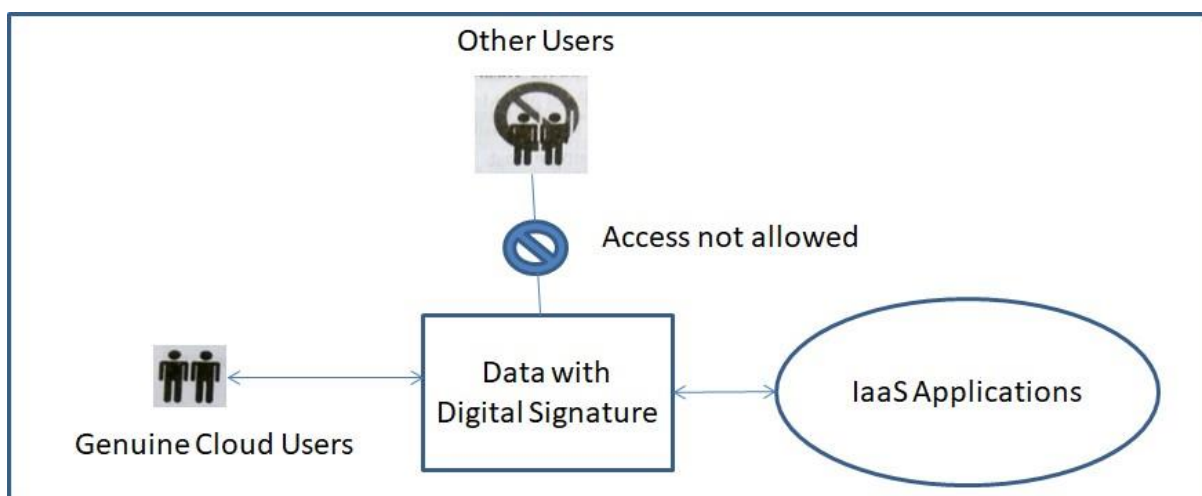 Other Users
Access not allowed
Data with
Digital Signature
IaaS Applications
Genuine Cloud Users